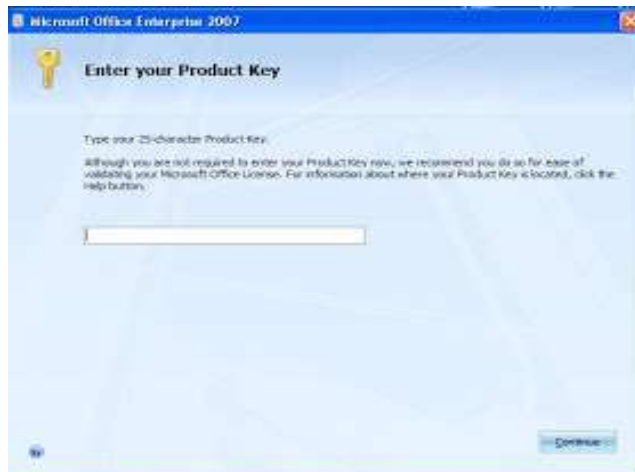 Microsoft Office Enterprise 2007
Enter your Product Key
Type your 25-character Product Key.
Although you are not required to enter your Product Key now, we recommend you do so for ease of
validating your Microsoft Office License. For information about where your Product Key is located, click the
Help button.
Continue